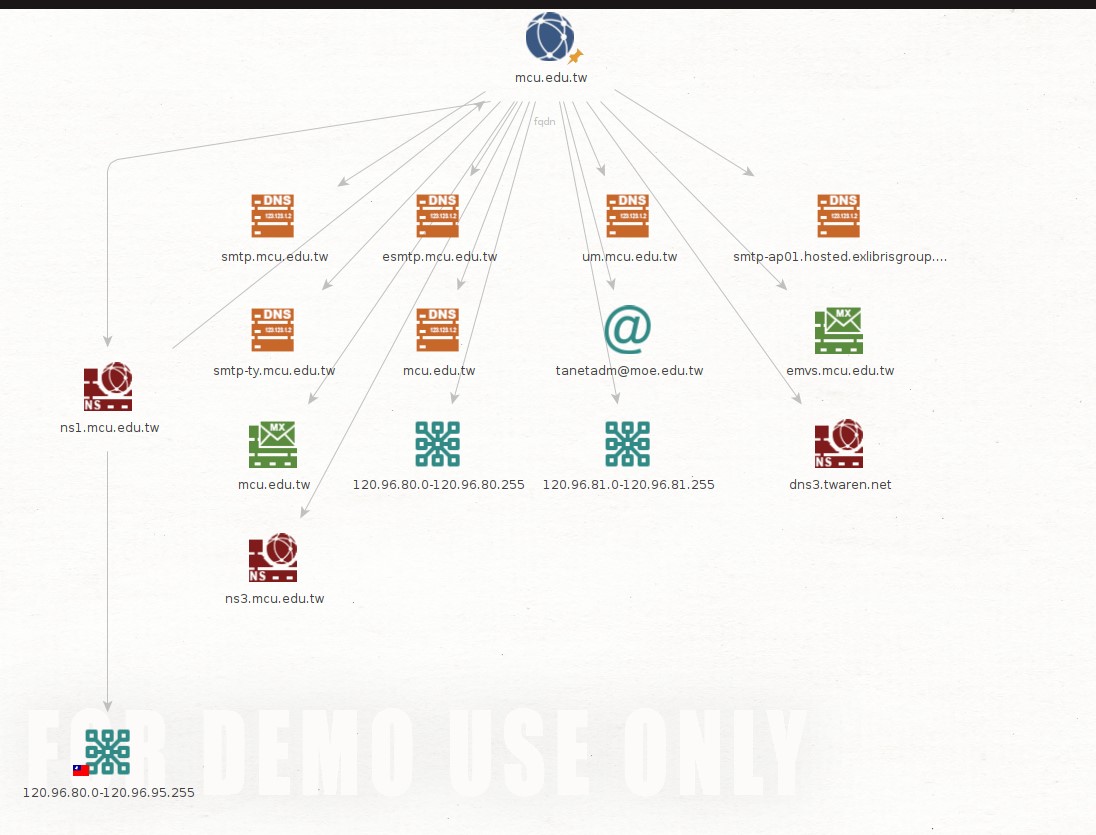 mcu.edu.tw
fqdn
DNS
123.123.1.2
DNS
123.123.1.2
DNS
123.123.1.2
DNS
123.123.1.2
smtp.mcu.edu.tw
esmtp.mcu.edu.tw
um.mcu.edu.tw
smtp-ap01.hosted.exlibrisgroup....
DNS
123.123.1.2
DNS
123.123.1.2
@
MX
smtp-ty.mcu.edu.tw
mcu.edu.tw
tanetadm@moe.edu.tw
emvs.mcu.edu.tw
NS
ns1.mcu.edu.tw
MX
NS
mcu.edu.tw
120.96.80.0-120.96.80.255
120.96.81.0-120.96.81.255
dns3.twaren.net
NS
ns3.mcu.edu.tw
FOR DEMO USE ONLY
120.96.80.0-120.96.95.255